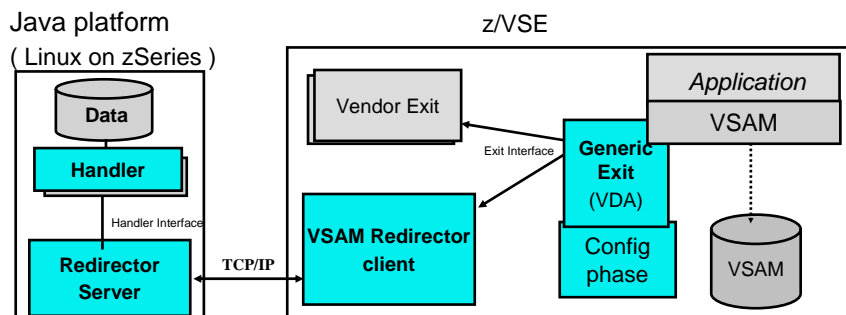 Java platform
( Linux on zSeries )
Data
Handler
Handler Interface
Redirector
Server
TCP/IP
z/VSE
Vendor Exit
Exit Interface
VSAM Redirector
client
Generic
Exit
(VDA)
Config
phase
Application
VSAM
VSAM